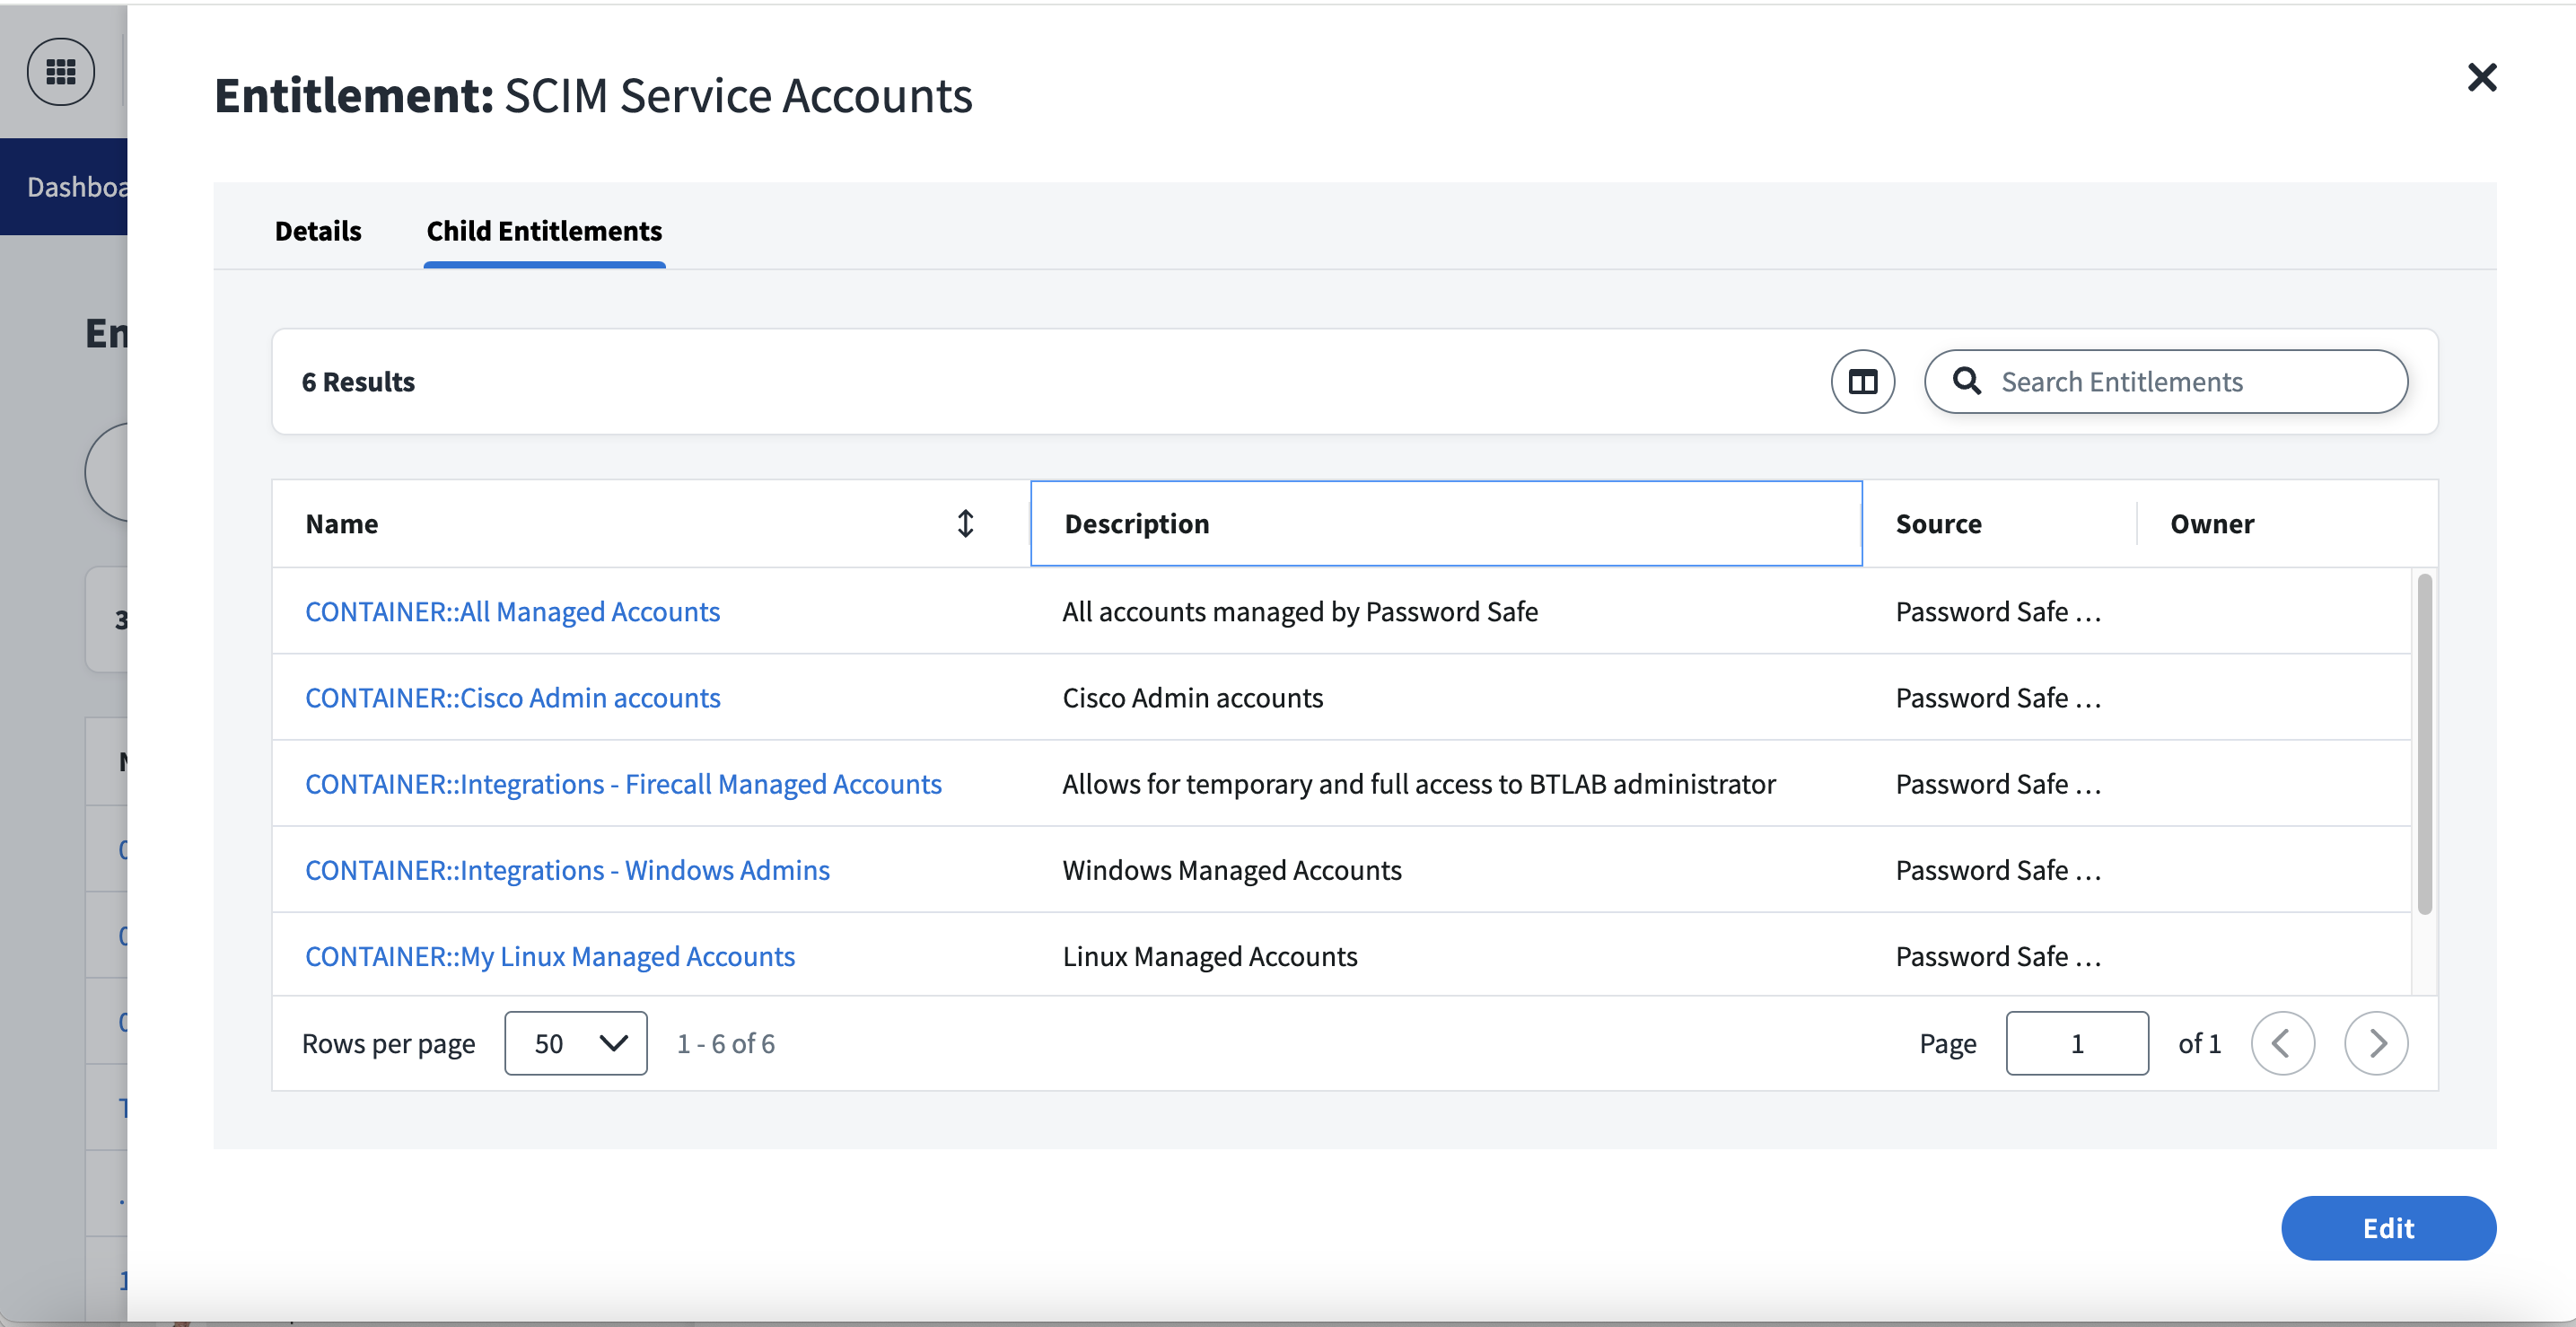 Entitlement: SCIM Service Accounts
Dashboa
Details Child Entitlements
En
6 Results Search Entitlements
Name Description Source Owner
3
CONTAINER::All Managed Accounts All accounts managed by Password Safe Password Safe ...
CONTAINER::Cisco Admin accounts Cisco Admin accounts Password Safe ...
CONTAINER::Integrations - Firecall Managed Accounts Allows for temporary and full access to BTLAB administrator Password Safe ...
CONTAINER::Integrations - Windows Admins Windows Managed Accounts Password Safe ...
CONTAINER::My Linux Managed Accounts Linux Managed Accounts Password Safe ...
Rows per page 50 1 - 6 of 6 Page 1 of 1
Edit